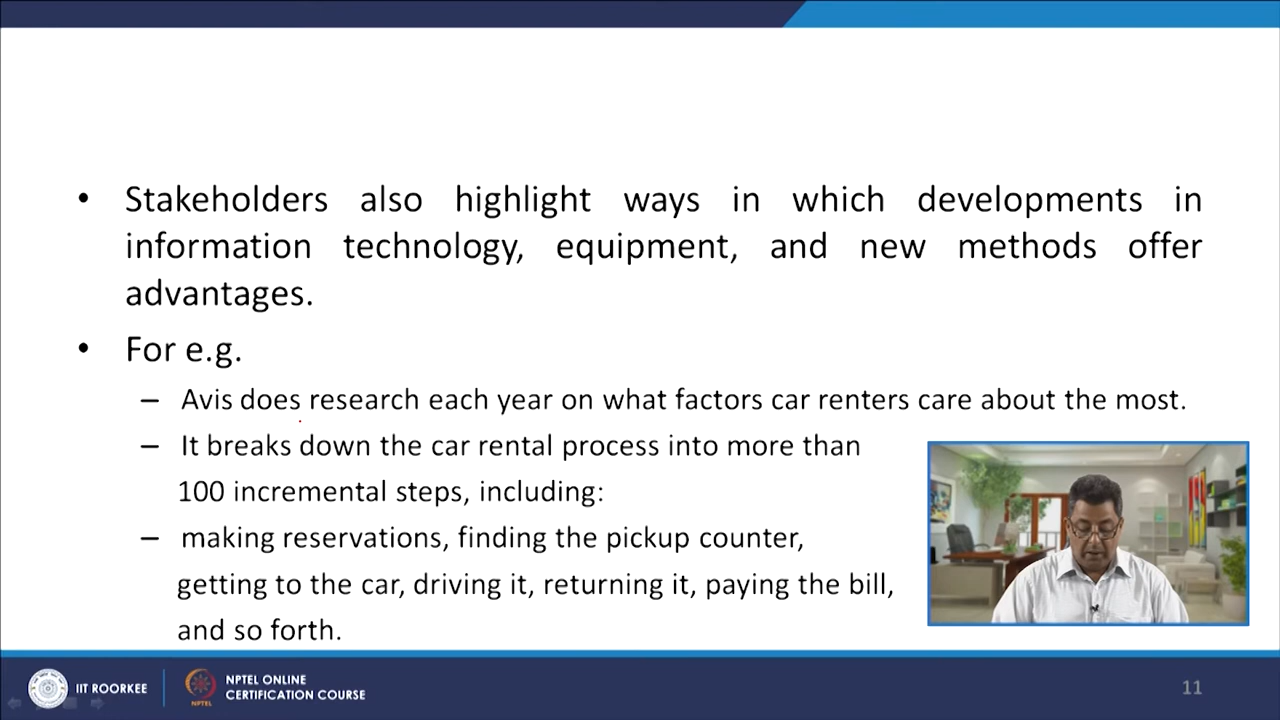 • Stakeholders also highlight ways in which developments in
information technology, equipment, and new methods offer
advantages.
• For e.g.
– Avis does research each year on what factors car renters care about the most.
– It breaks down the car rental process into more than
100 incremental steps, including:
– making reservations, finding the pickup counter,
getting to the car, driving it, returning it, paying the bill,
and so forth.
IIT ROORKEE
NPTEL
NPTEL ONLINE
CERTIFICATION COURSE
11